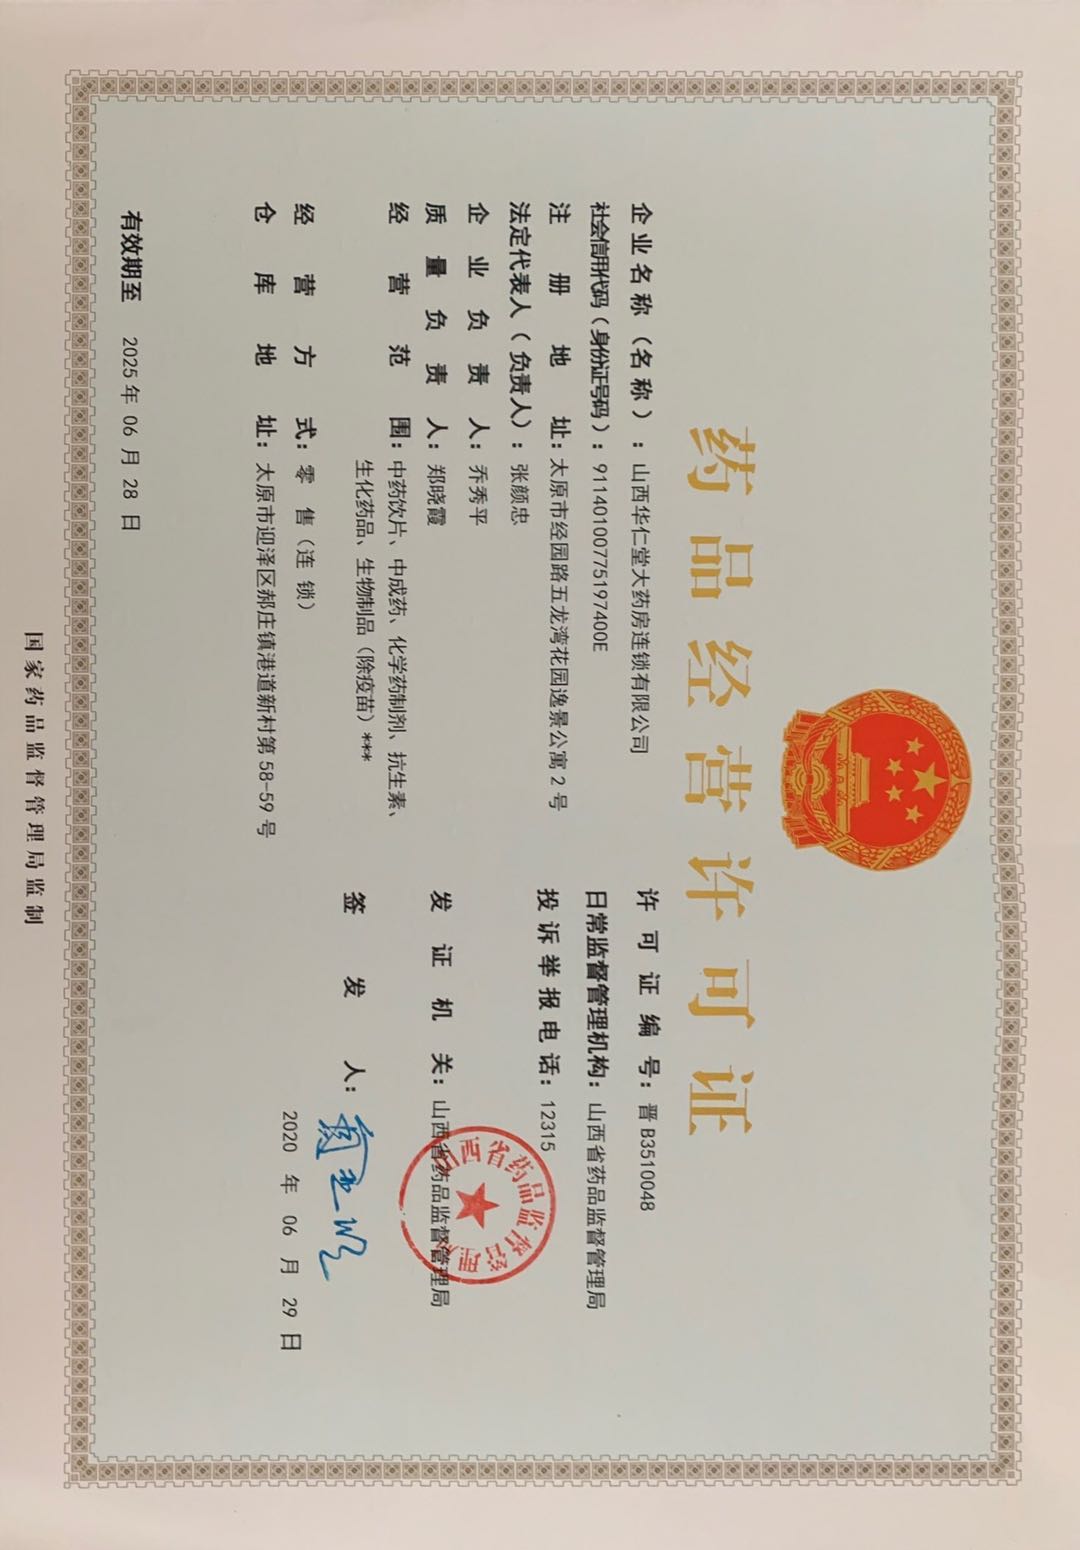 药品经营许可证
企业名称（名称）：山西华仁堂大药房连锁有限公司
社会信用代码（身份证号码）：91140100775197400E
注册地址：太原市经园路五龙湾花园逸景公寓2号
法定代表人（负责人）：张颜忠
企业负责人：乔秀平
质量负责人：郑晓霞
经营范围：中药饮片、中成药、化学药制剂、抗生素、
生化药品、生物制品（除疫苗）***
经营方式：零售（连锁）
仓库地址：太原市迎泽区郝庄镇港道新村第58-59号
有效期至 2025年06月28日
许可证编号：晋B3510048
日常监督管理机构：山西省药品监督管理局
投诉举报电话：12315
发证机关：山西省药品监督管理局
山西省药品监督管理
签发人：
2020年06月29日
国家药品监督管理局监制